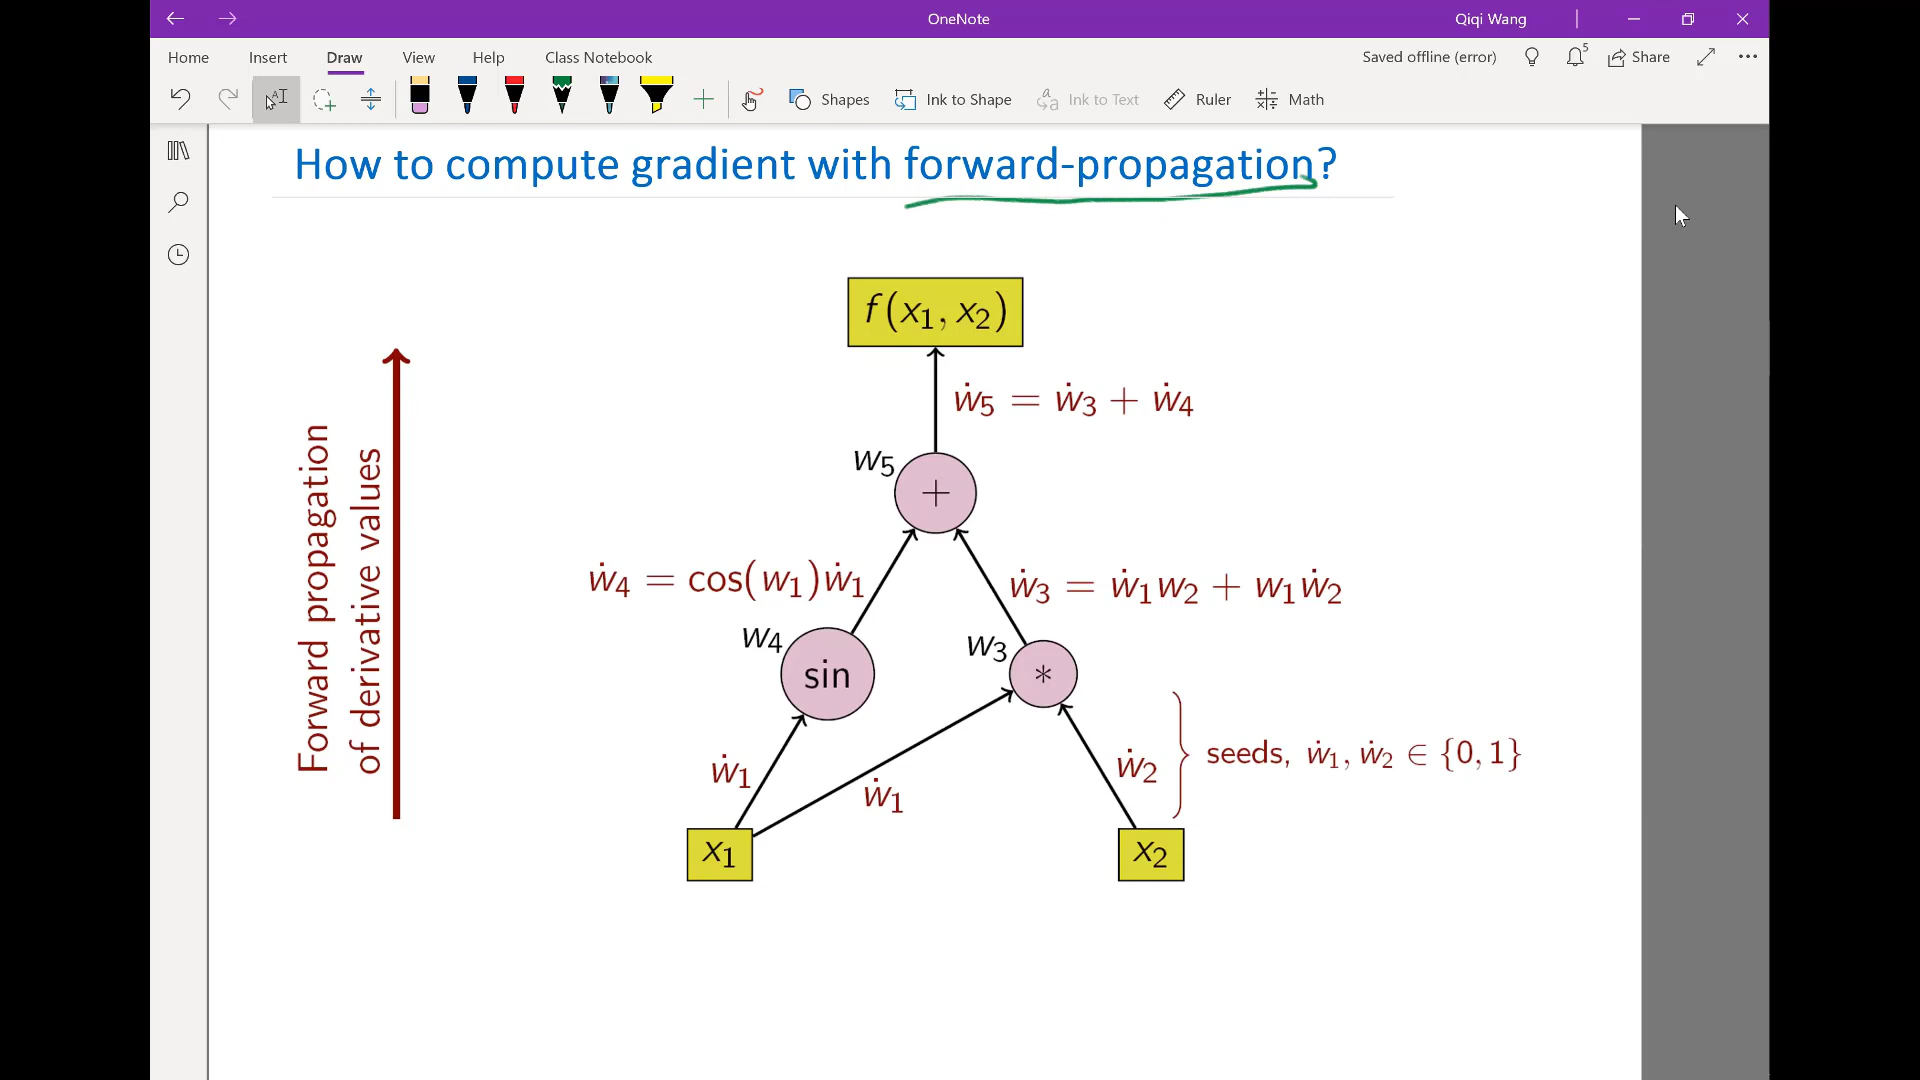 OneNote
Qiqi Wang
Home Insert Draw View Help Class Notebook
Saved offline (error) 5 Share
Shapes Ink to Shape Ink to Text Ruler Math
How to compute gradient with forward-propagation?
f(x₁, x₂)
ẇ₅ = ẇ₃ + ẇ₄
w₅
+
ẇ₄ = cos(w₁)ẇ₁
ẇ₃ = ẇ₁w₂ + w₁ẇ₂
w₄
sin
w₃
*
Forward propagation
of derivative values
ẇ₁
ẇ₁
ẇ₂
seeds, ẇ₁, ẇ₂ ∈ {0, 1}
x₁
x₂